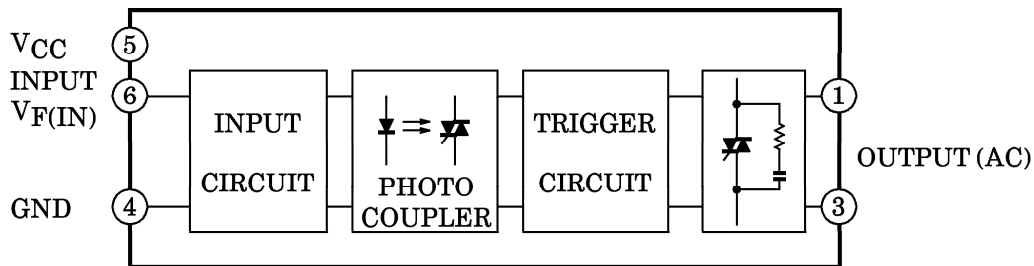 VCC
5
INPUT
6
VF(IN)
GND
4
INPUT
CIRCUIT
PHOTO
COUPLER
TRIGGER
CIRCUIT
1
OUTPUT (AC)
3